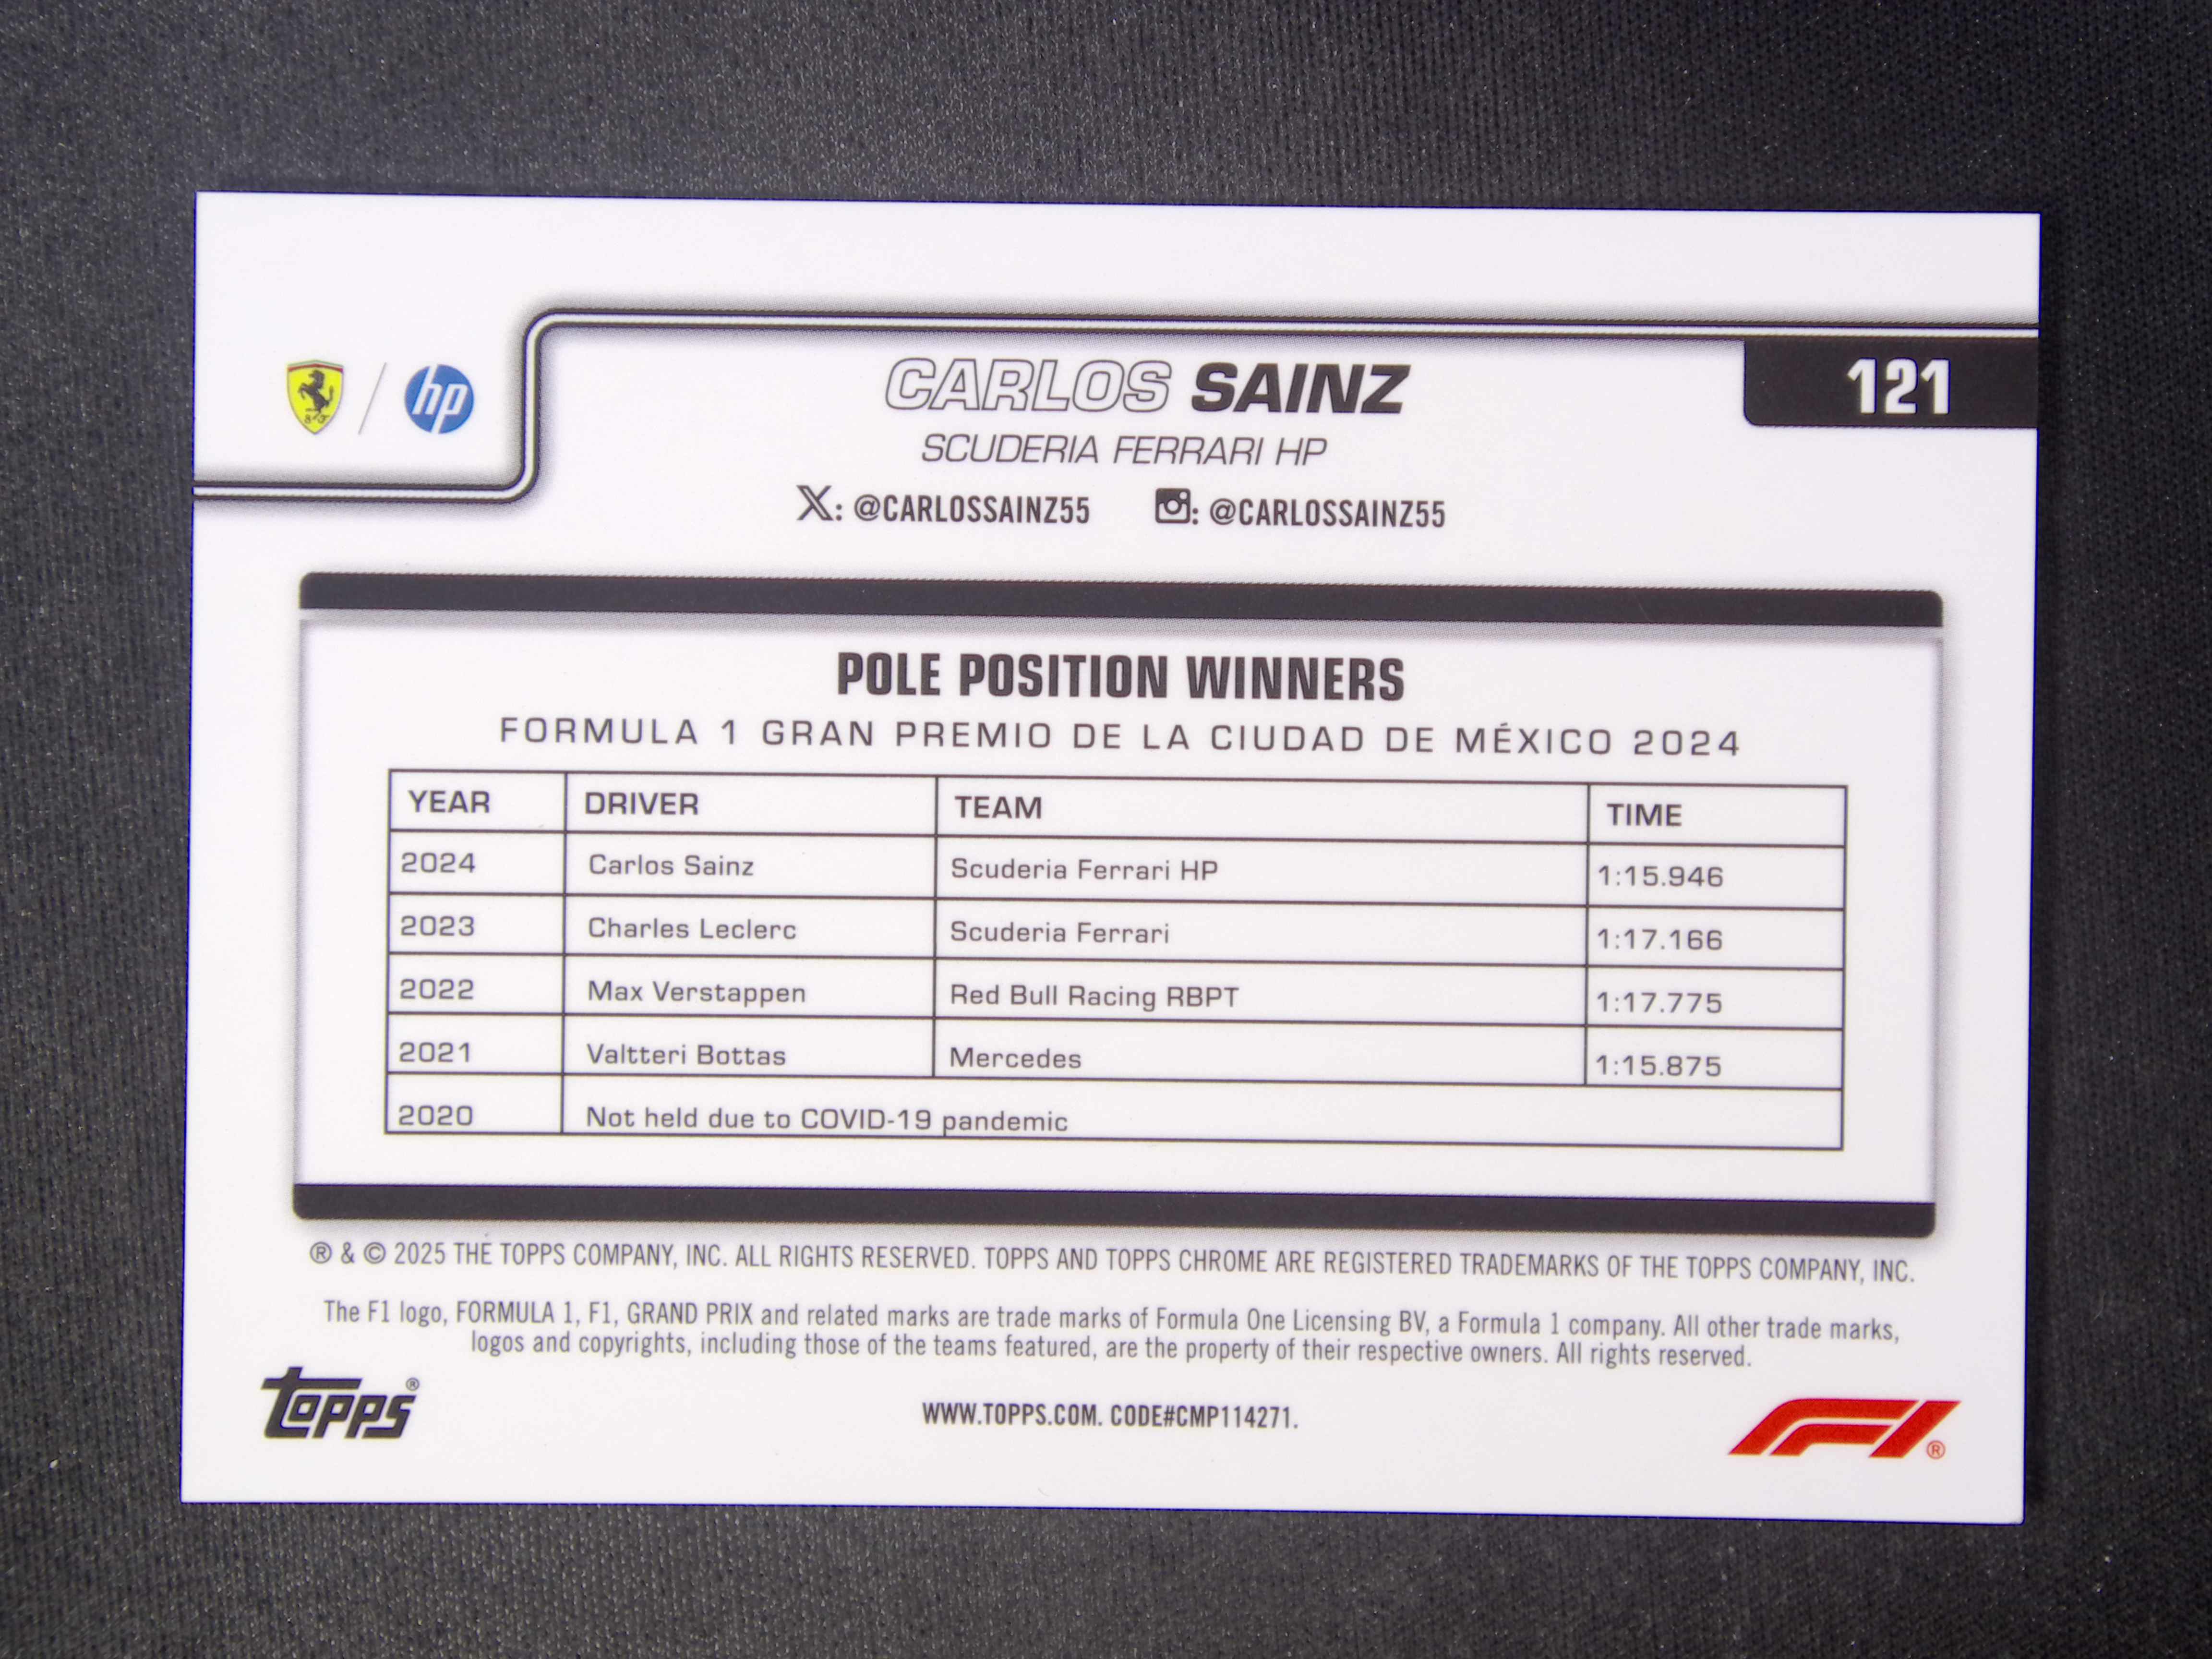 hp
CARLOS SAINZ
121
SCUDERIA FERRARI HP
X: @CARLOSSAINZ55 : @CARLOSSAINZ55
POLE POSITION WINNERS
FORMULA 1 GRAN PREMIO DE LA CIUDAD DE MÉXICO 2024
YEAR DRIVER TEAM TIME
2024 Carlos Sainz Scuderia Ferrari HP 1:15.946
2023 Charles Leclerc Scuderia Ferrari 1:17.166
2022 Max Verstappen Red Bull Racing RBPT 1:17.775
2021 Valtteri Bottas Mercedes 1:15.875
2020 Not held due to COVID-19 pandemic
® & © 2025 THE TOPPS COMPANY, INC. ALL RIGHTS RESERVED. TOPPS AND TOPPS CHROME ARE REGISTERED TRADEMARKS OF THE TOPPS COMPANY, INC.
The F1 logo, FORMULA 1, F1, GRAND PRIX and related marks are trade marks of Formula One Licensing BV, a Formula 1 company. All other trade marks,
logos and copyrights, including those of the teams featured, are the property of their respective owners. All rights reserved.
Topps®
WWW.TOPPS.COM. CODE#CMP114271.
F1®